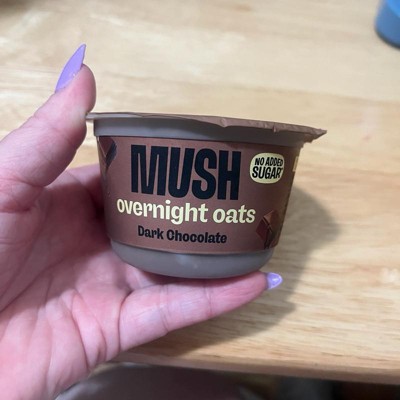 MUSH
NO ADDED
SUGAR
overnight oats
Dark Chocolate